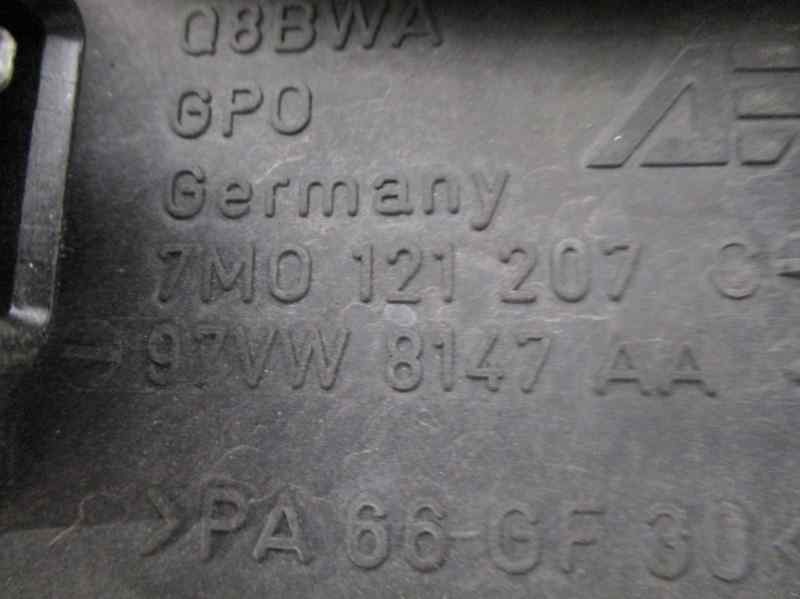 Q8BWA
GPO
Germany
7M0 121 207
97VW 8147 AA
>PA 66-GF 30<